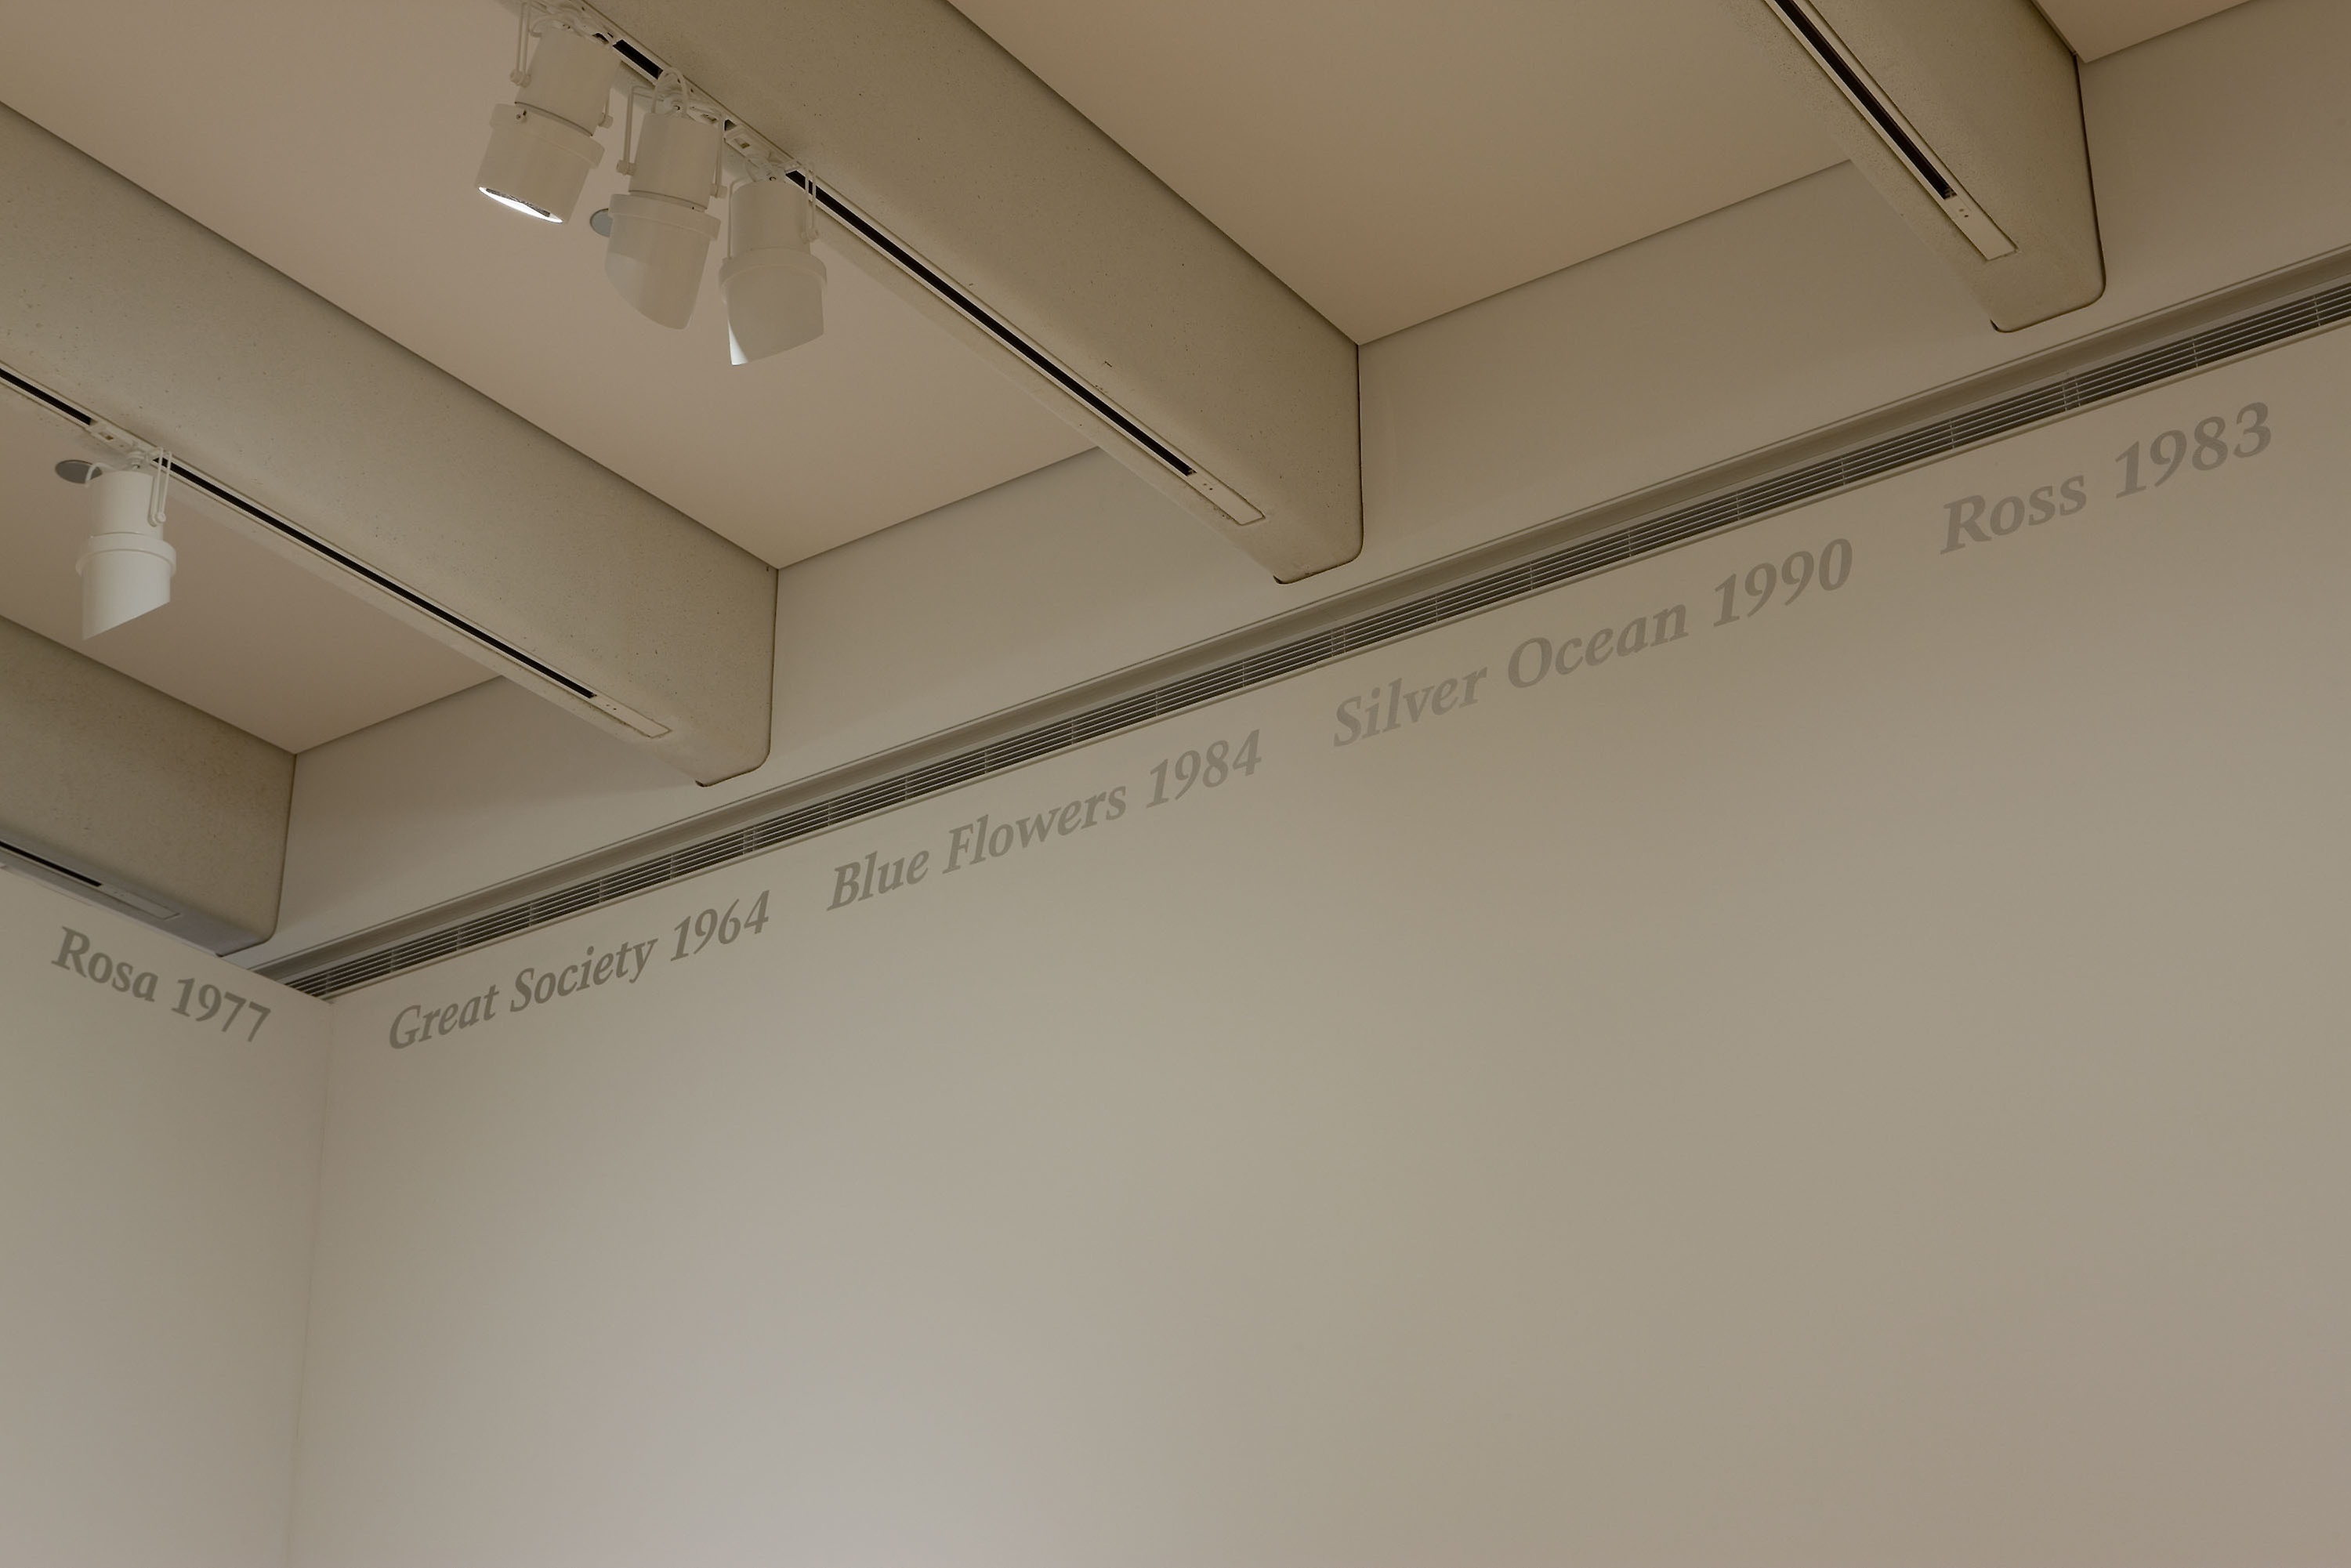 Rosa 1977
Great Society 1964 Blue Flowers 1984 Silver Ocean 1990 Ross 1983